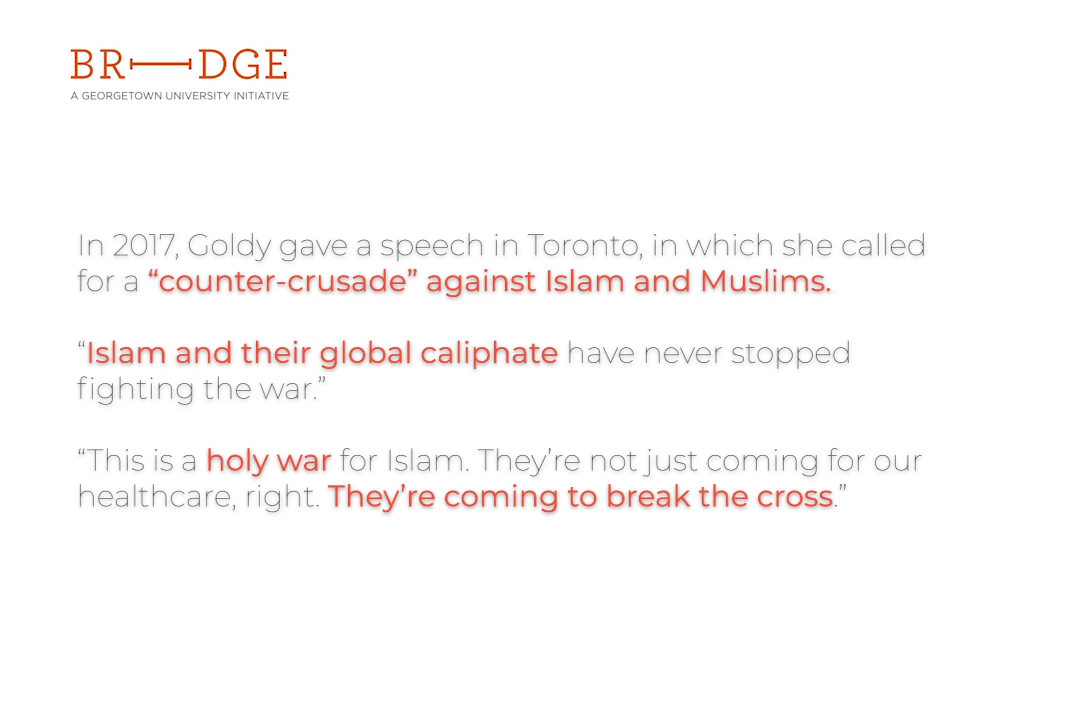 BRIDGE
A GEORGETOWN UNIVERSITY INITIATIVE
In 2017, Goldy gave a speech in Toronto, in which she called
for a “counter-crusade” against Islam and Muslims.
“Islam and their global caliphate have never stopped
fighting the war.”
“This is a holy war for Islam. They’re not just coming for our
healthcare, right. They’re coming to break the cross.”